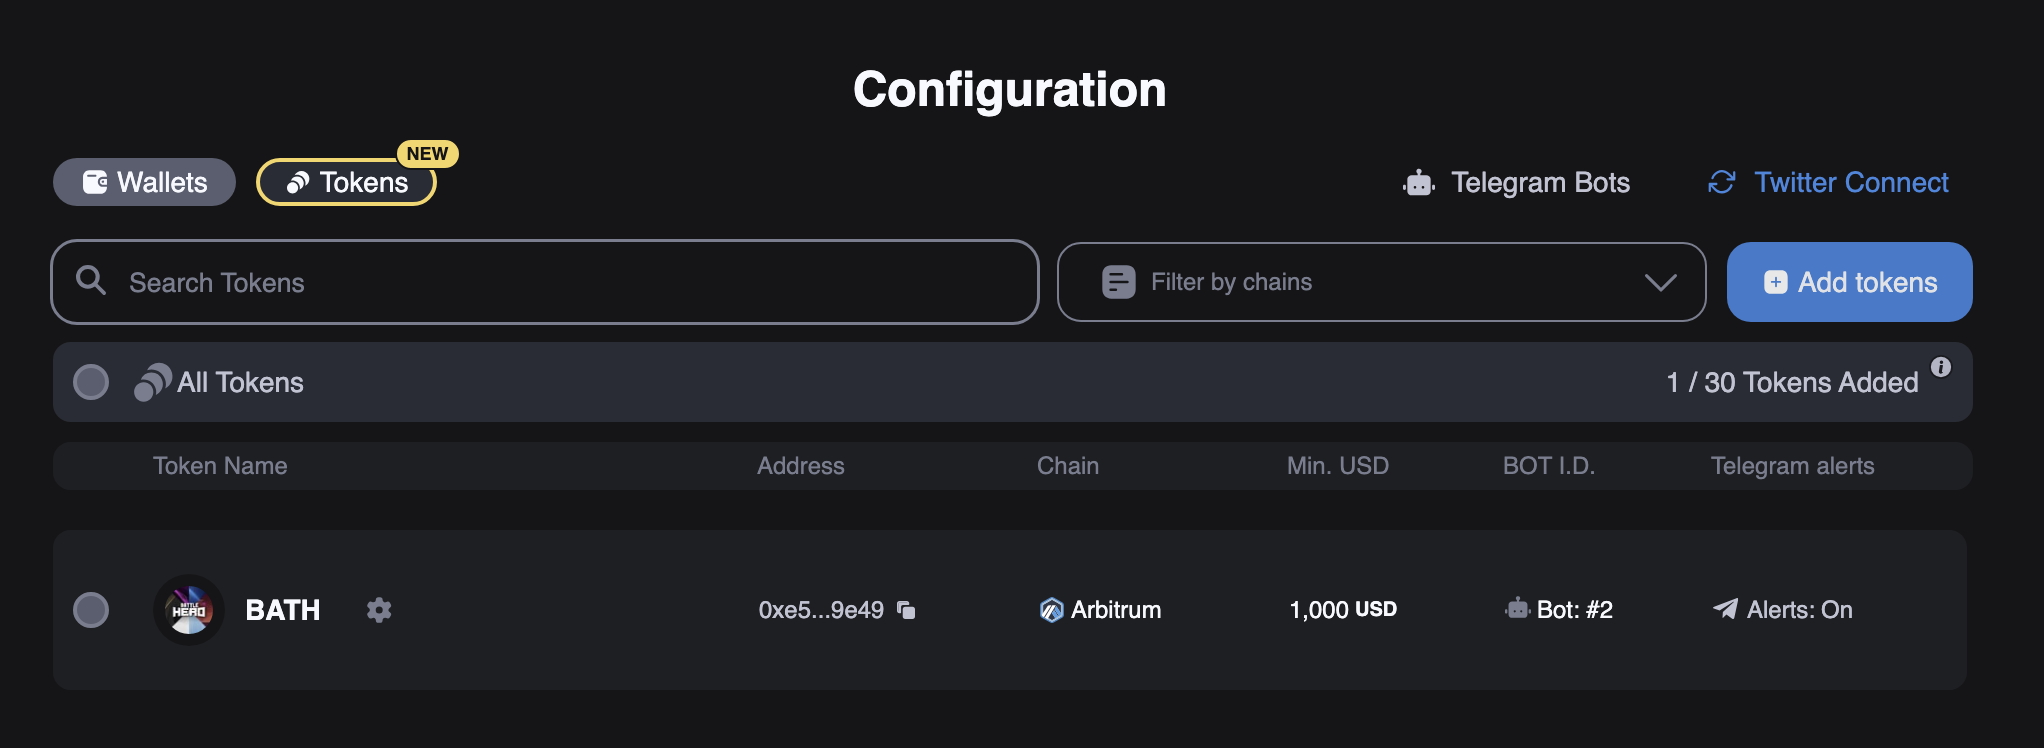 Configuration
Wallets
Tokens
NEW
Telegram Bots
Twitter Connect
Search Tokens
Filter by chains
Add tokens
All Tokens
1 / 30 Tokens Added
Token Name Address Chain Min. USD BOT I.D. Telegram alerts
BATTLE
HERO
BATH 0xe5...9e49 Arbitrum 1,000 USD Bot: #2 Alerts: On